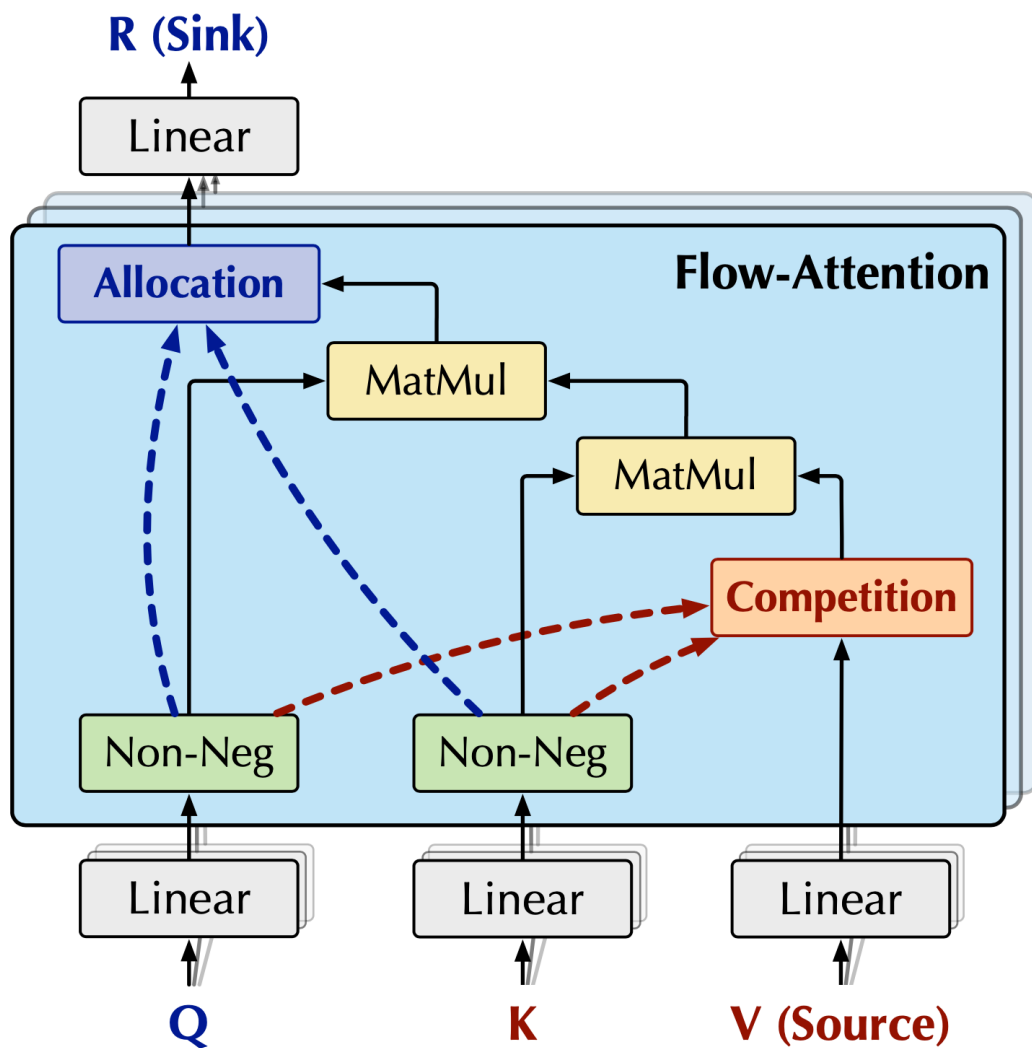 R (Sink)
Linear
Allocation
Flow-Attention
MatMul
MatMul
Competition
Non-Neg
Non-Neg
Linear
Linear
Linear
Q
K
V (Source)